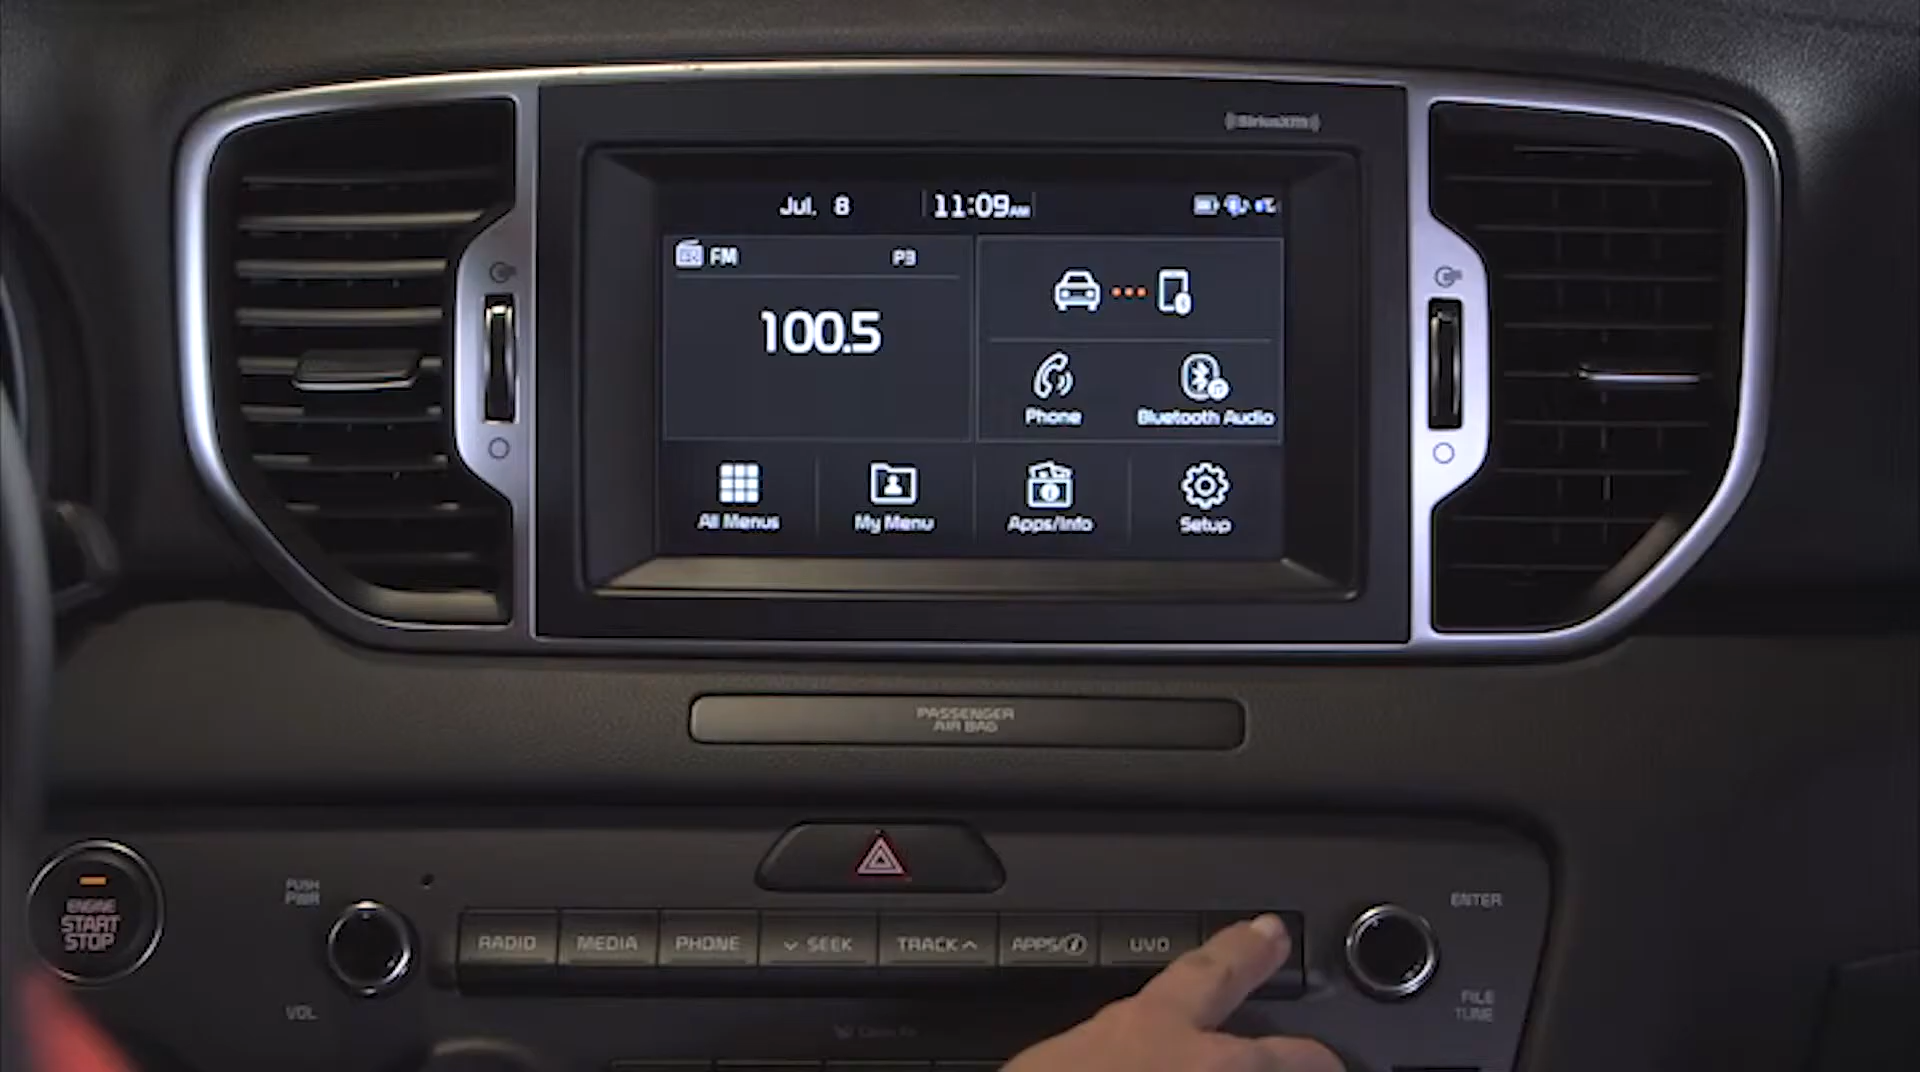 SiriusXM
Jul. 8
11:09AM
FM
P3
100.5
Phone
Bluetooth Audio
All Menus
My Menu
Apps/Info
Setup
PASSENGER
AIR BAG
ENGINE
START
STOP
PUSH
PWR
VOL
RADIO
MEDIA
PHONE
SEEK
TRACK
APPS/i
UVO
ENTER
FILE
TUNE